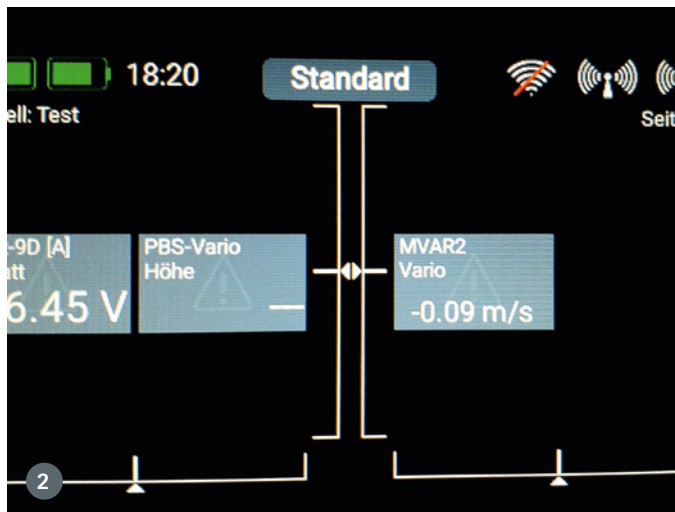 18:20
Standard
ell: Test
Seit
-9D [A]
att
6.45 V
PBS-Vario
Höhe
—
MVAR2
Vario
-0.09 m/s
2